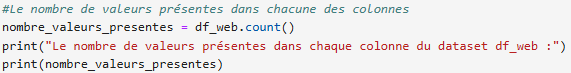 #Le nombre de valeurs présentes dans chacune des colonnes
nombre_valeurs_presentes = df_web.count()
print("Le nombre de valeurs présentes dans chaque colonne du dataset df_web :")
print(nombre_valeurs_presentes)